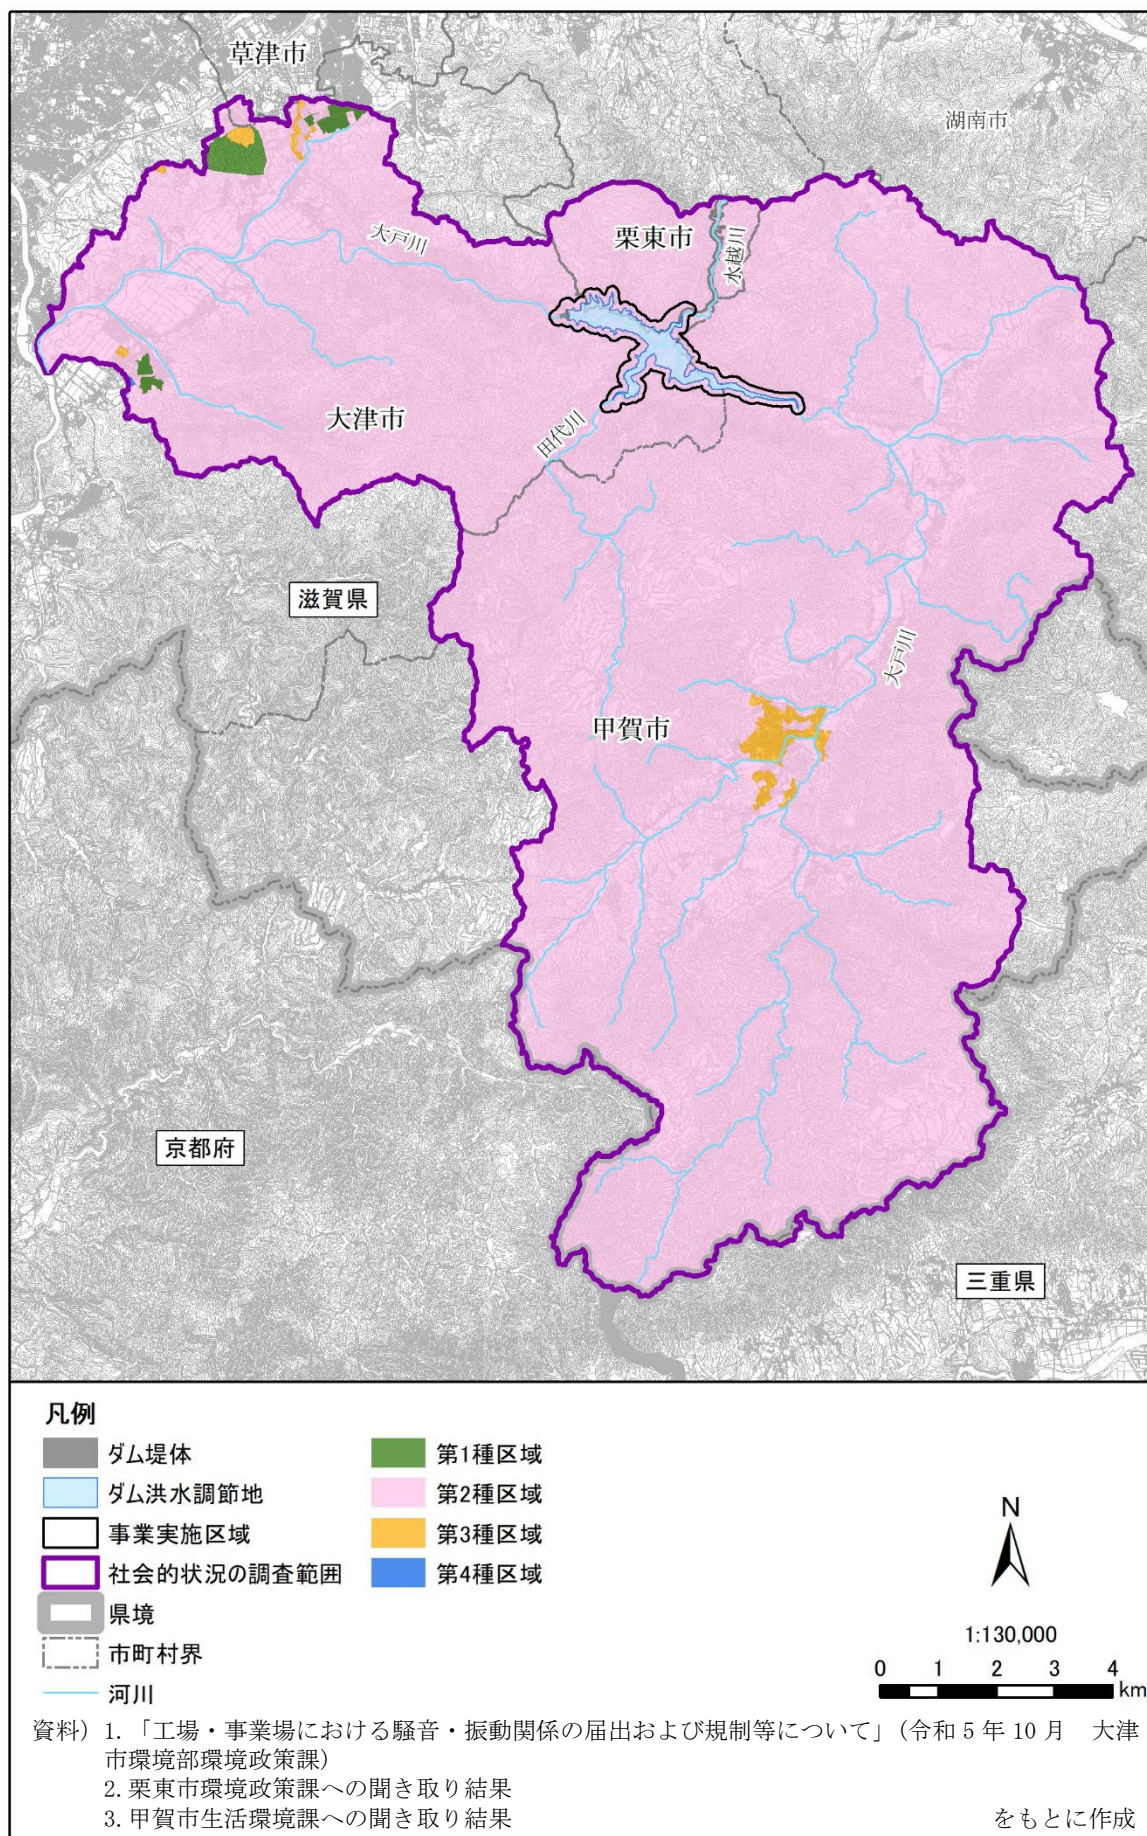 草津市
湖南市
栗東市
水越川
大戸川
大津市
田代川
滋賀県
大戸川
甲賀市
京都府
三重県
凡例
ダム堤体
ダム洪水調節地
事業実施区域
社会的状況の調査範囲
県境
市町村界
河川
第1種区域
第2種区域
第3種区域
第4種区域
N
1:130,000
0 1 2 3 4
km
資料) 1.「工場・事業場における騒音・振動関係の届出および規制等について」(令和5年10月 大津
市環境部環境政策課)
2.栗東市環境政策課への聞き取り結果
3.甲賀市生活環境課への聞き取り結果 をもとに作成